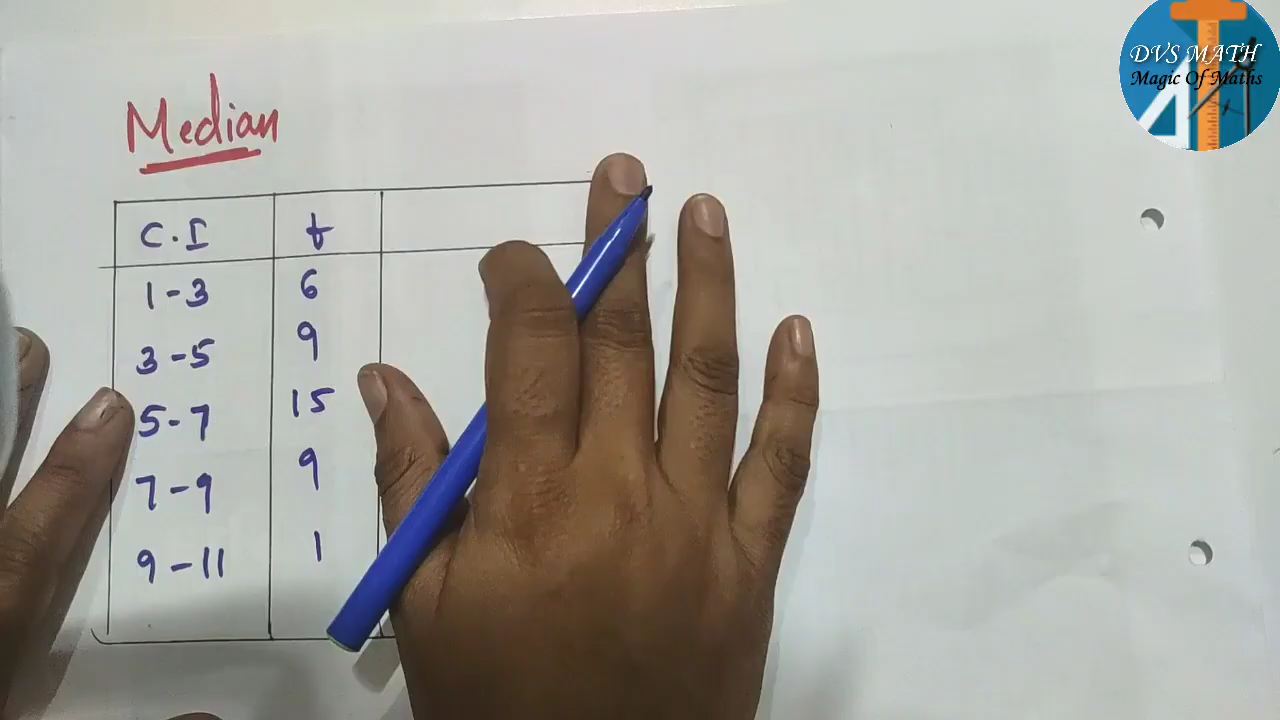 DVS MATH
Magic Of Maths
Median
C.I f
1-3 6
3-5 9
5-7 15
7-9 9
9-11 1